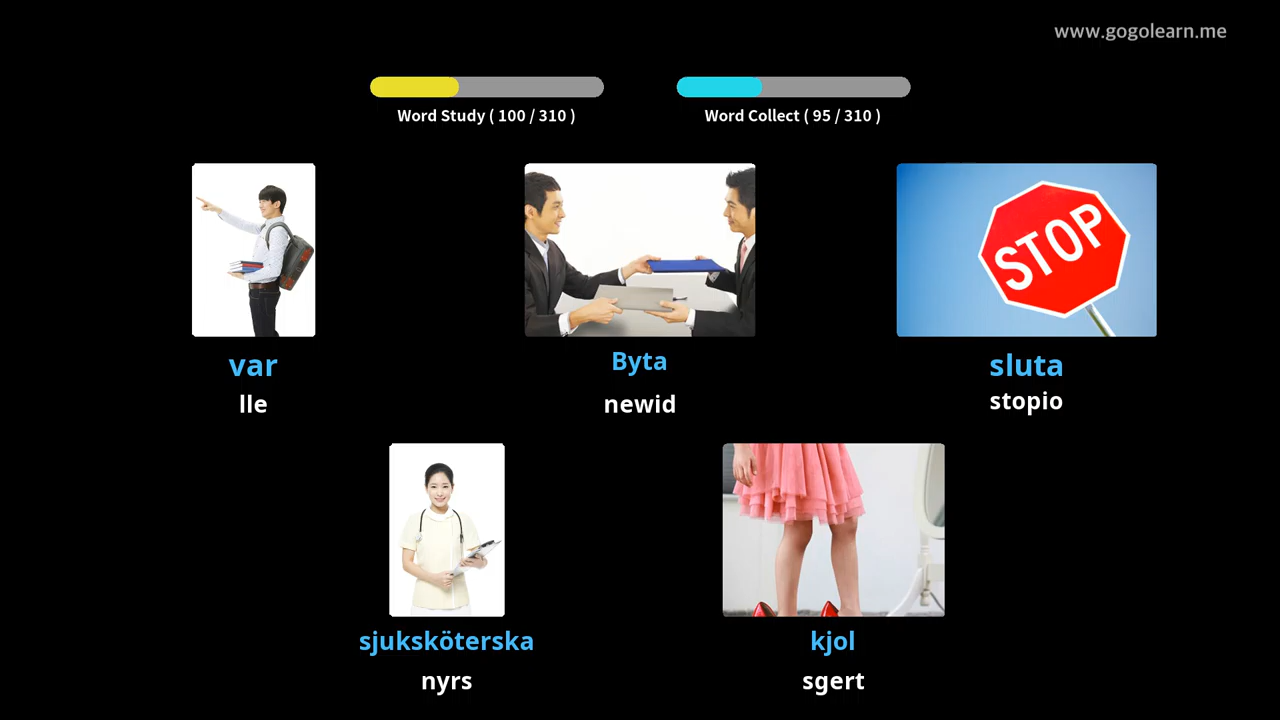 www.gogolearn.me
Word Study ( 100 / 310 )
Word Collect ( 95 / 310 )
STOP
var
lle
Byta
newid
sluta
stopio
sjuksköterska
nyrs
kjol
sgert